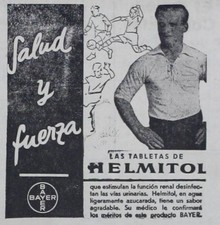 Salud
y
fuerza
LAS TABLETAS DE
HELMITOL
que estimulan la función renal desinfec-
tan las vías urinarias. Helmitol, en agua
ligeramente azucarada, tiene un sabor
agradable. Su médico le confirmará
los méritos de este producto BAYER.
BAYER
BAYER